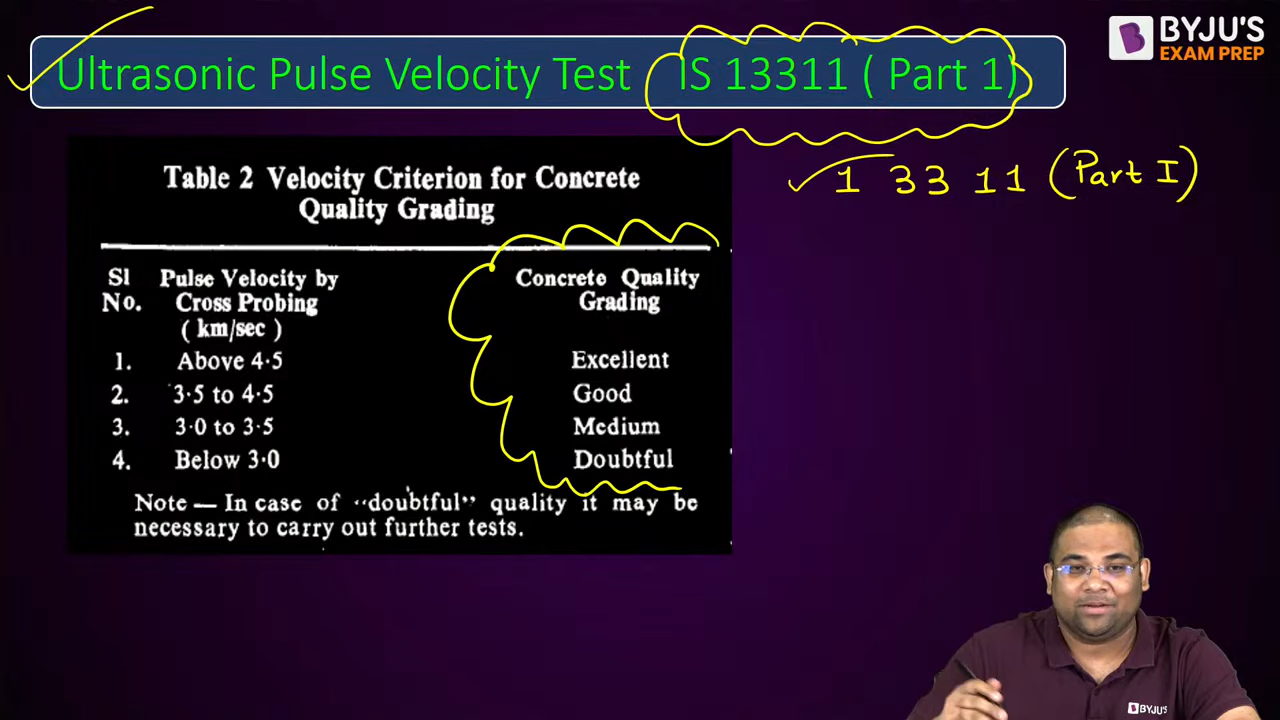 BYJU'S
EXAM PREP
Ultrasonic Pulse Velocity Test IS 13311 ( Part 1)
1 33 11 (Part I)
Table 2 Velocity Criterion for Concrete
Quality Grading
Sl Pulse Velocity by Concrete Quality
No. Cross Probing Grading
( km/sec )
1. Above 4·5 Excellent
2. 3·5 to 4·5 Good
3. 3·0 to 3·5 Medium
4. Below 3·0 Doubtful
Note — In case of “doubtful” quality it may be
necessary to carry out further tests.
BYJU'S